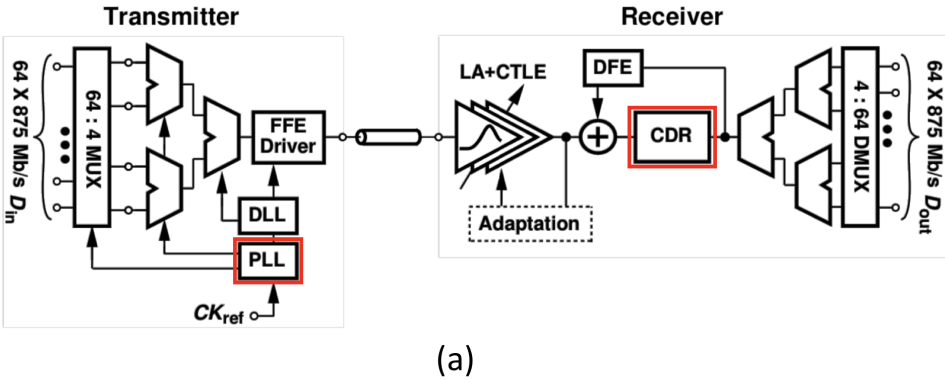 Transmitter
Receiver
64 X 875 Mb/s Din
64 : 4 MUX
FFE
Driver
DLL
PLL
CKref
LA+CTLE
Adaptation
DFE
+
CDR
4 : 64 DMUX
64 X 875 Mb/s Dout
(a)